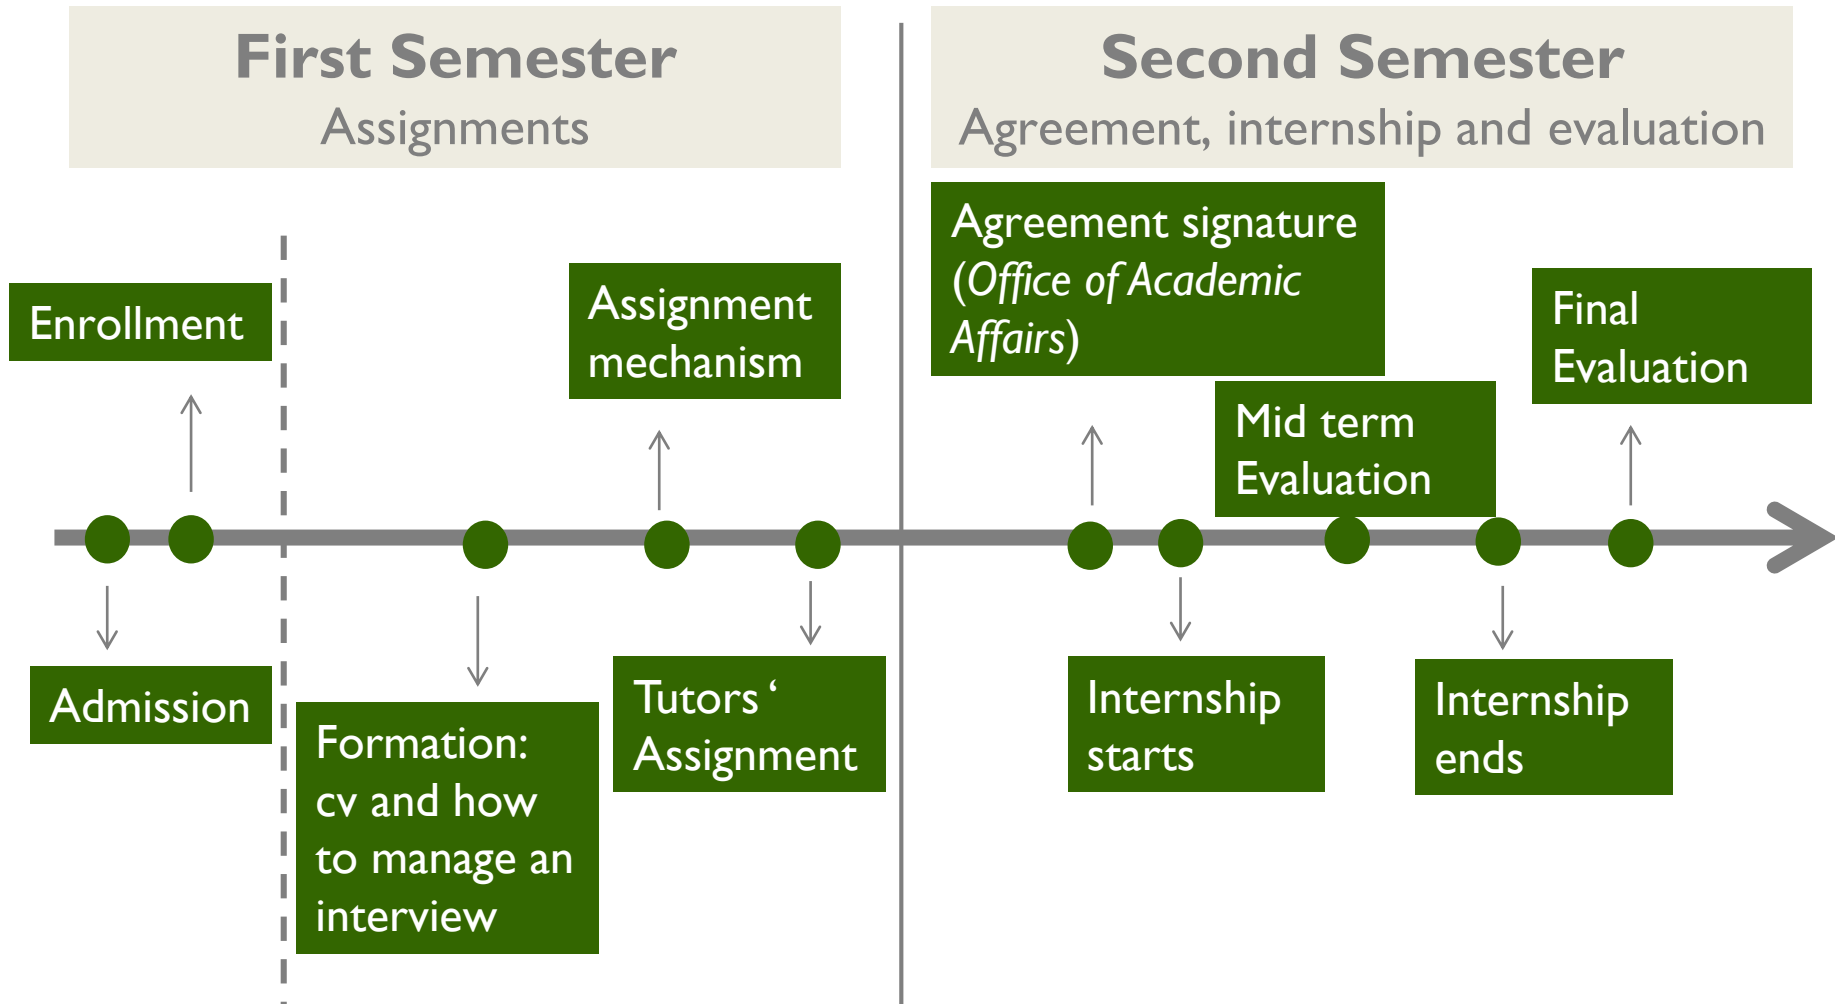 First Semester
Assignments
Second Semester
Agreement, internship and evaluation
Enrollment
Assignment
mechanism
Agreement signature
(Office of Academic
Affairs)
Mid term
Evaluation
Final
Evaluation
Admission
Formation:
cv and how
to manage an
interview
Tutors ‘
Assignment
Internship
starts
Internship
ends